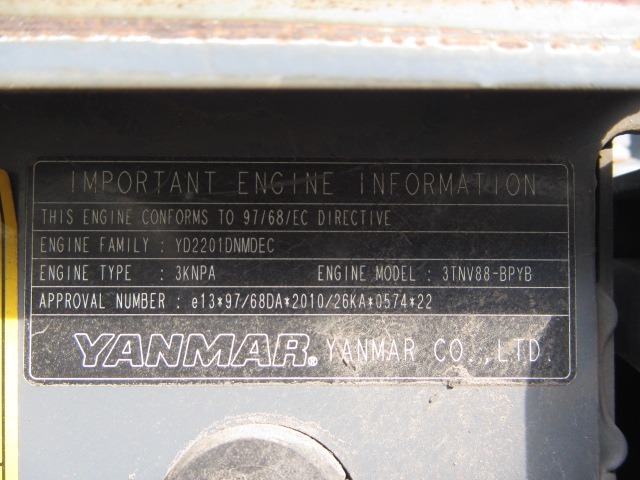 IMPORTANT ENGINE INFORMATION
THIS ENGINE CONFORMS TO 97/68/EC DIRECTIVE
ENGINE FAMILY : YD2201DNMDEC
ENGINE TYPE : 3KNPA ENGINE MODEL : 3TNV88-BPYB
APPROVAL NUMBER : e13*97/68DA*2010/26KA*0574*22
YANMAR® YANMAR CO.,LTD.